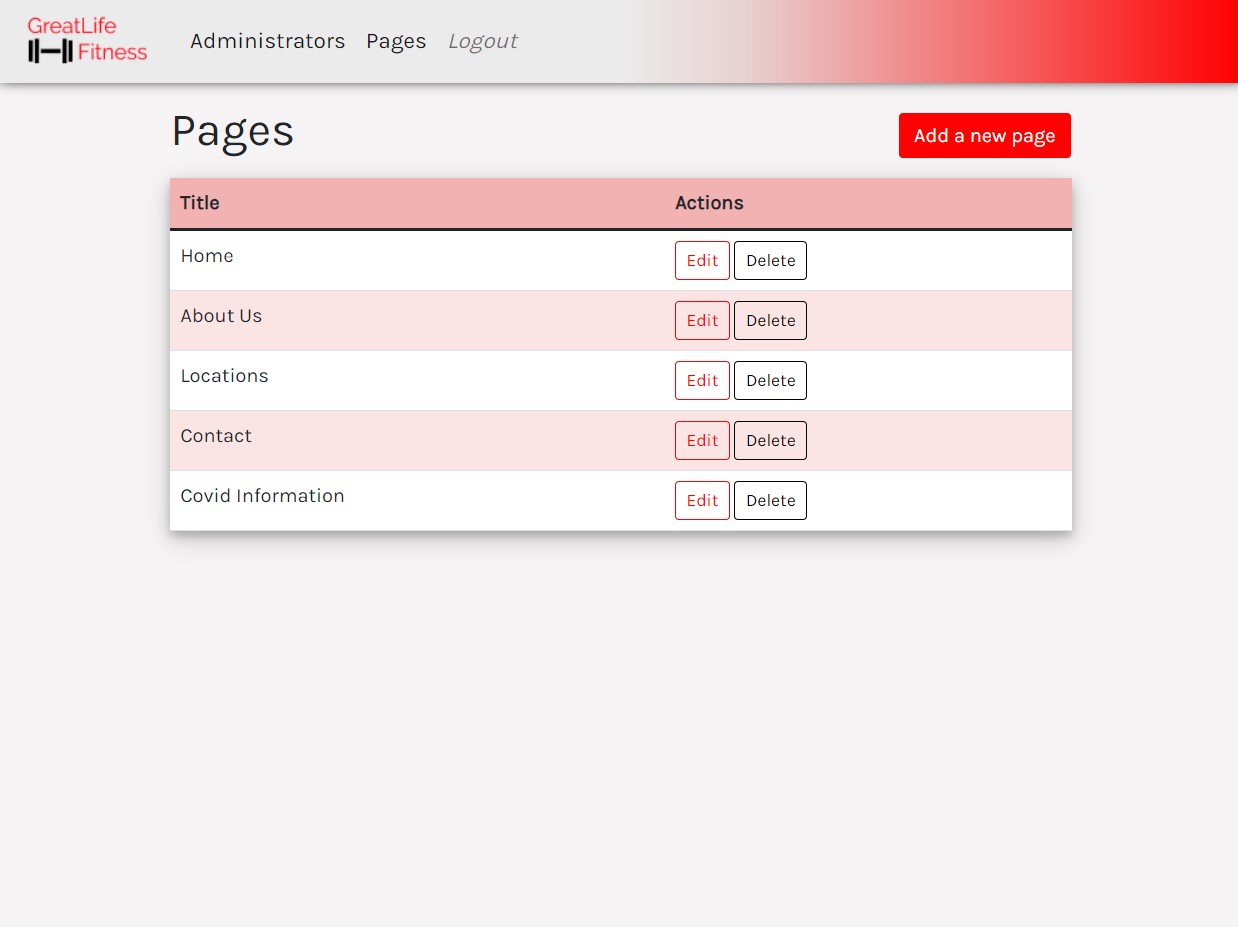 GreatLife
Fitness
Administrators Pages Logout
Pages
Add a new page
Title Actions
Home Edit Delete
About Us Edit Delete
Locations Edit Delete
Contact Edit Delete
Covid Information Edit Delete